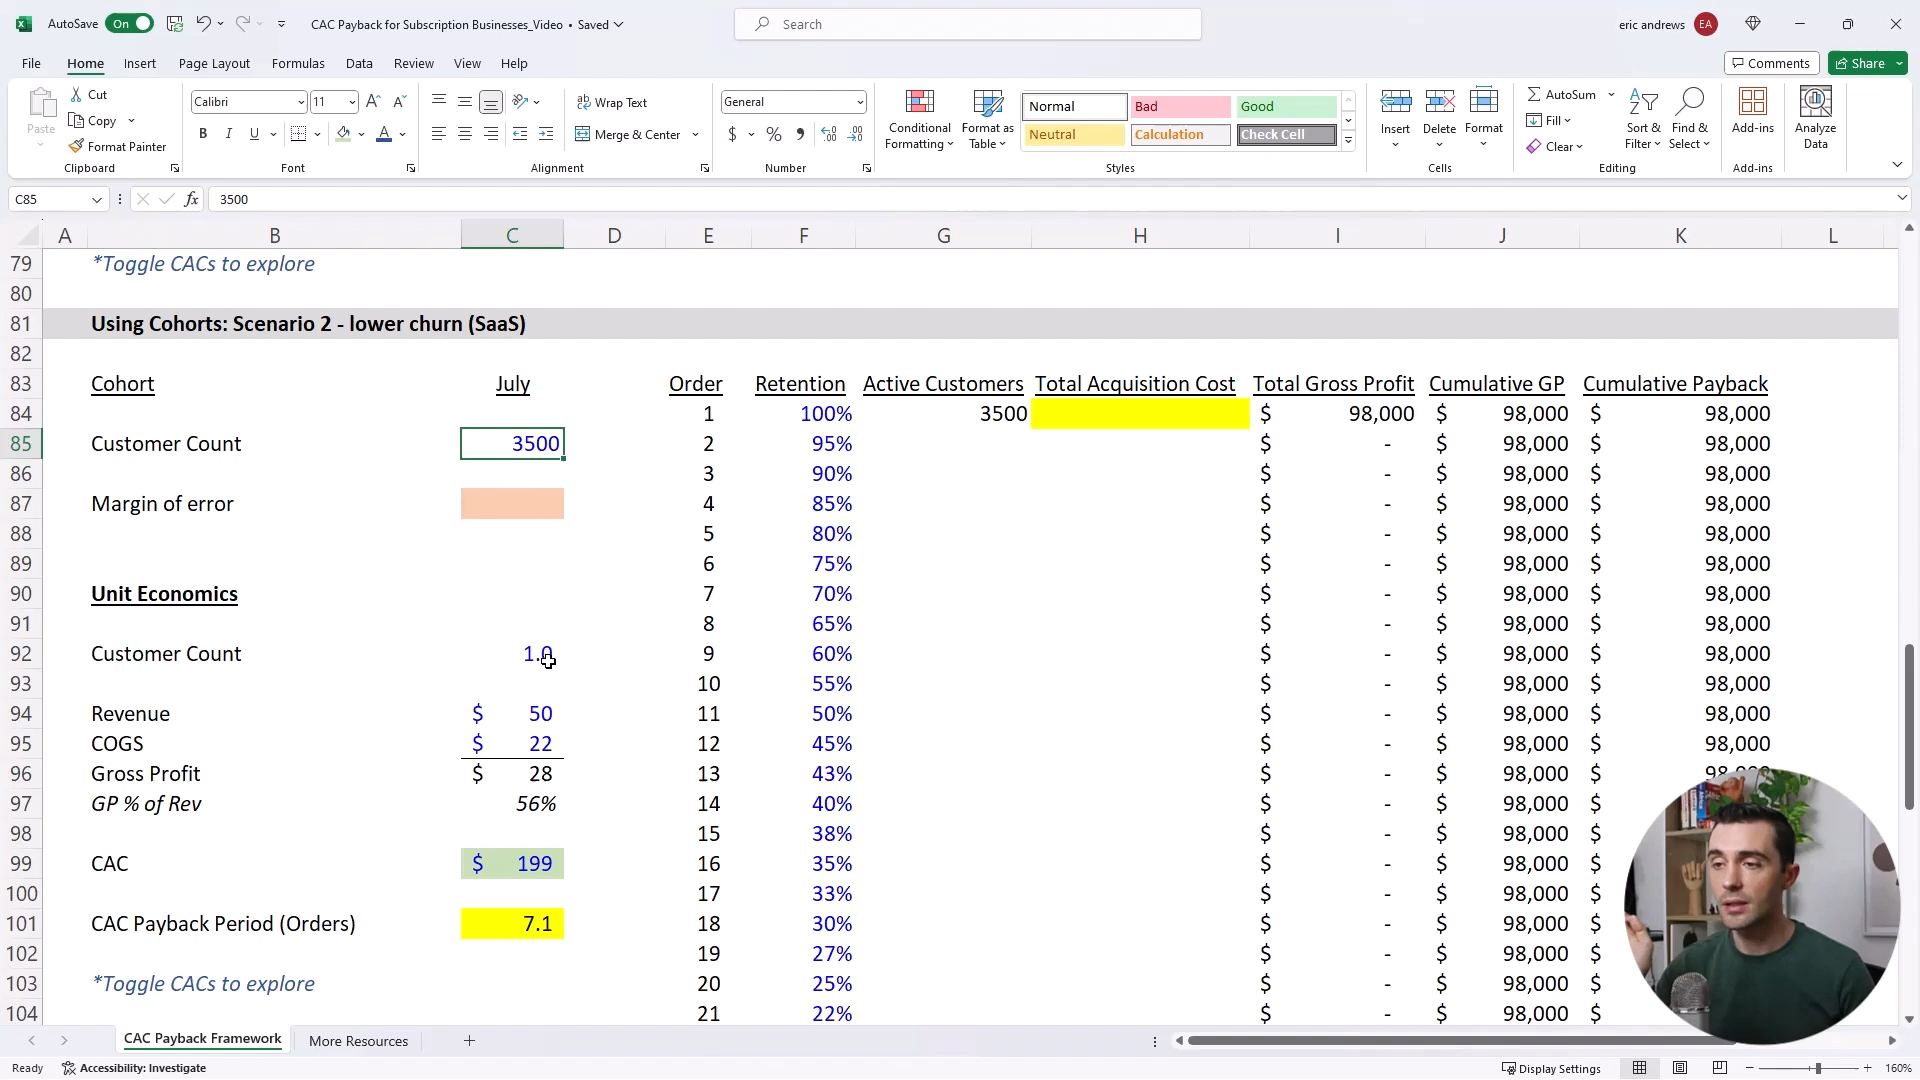 AutoSave On CAC Payback for Subscription Businesses_Video • Saved Search eric andrews EA
File Home Insert Page Layout Formulas Data Review View Help Comments Share
Paste Cut Copy Format Painter Clipboard
Calibri 11 B I U A Font
Wrap Text Merge & Center Alignment
General $ % Number
Conditional Formatting Format as Table Normal Bad Good Neutral Calculation Check Cell Styles
Insert Delete Format Cells
AutoSum Fill Clear Sort & Filter Find & Select Editing
Add-ins Add-ins
Analyze Data
C85 fx 3500
A B C D E F G H I J K L
79 *Toggle CACs to explore
80
81 Using Cohorts: Scenario 2 - lower churn (SaaS)
82
83 Cohort July Order Retention Active Customers Total Acquisition Cost Total Gross Profit Cumulative GP Cumulative Payback
84 1 100% 3500 $ 98,000 $ 98,000 $ 98,000
85 Customer Count 3500 2 95% $ - $ 98,000 $ 98,000
86 3 90% $ - $ 98,000 $ 98,000
87 Margin of error 4 85% $ - $ 98,000 $ 98,000
88 5 80% $ - $ 98,000 $ 98,000
89 6 75% $ - $ 98,000 $ 98,000
90 Unit Economics 7 70% $ - $ 98,000 $ 98,000
91 8 65% $ - $ 98,000 $ 98,000
92 Customer Count 1.0 9 60% $ - $ 98,000 $ 98,000
93 10 55% $ - $ 98,000 $ 98,000
94 Revenue $ 50 11 50% $ - $ 98,000 $ 98,000
95 COGS $ 22 12 45% $ - $ 98,000 $ 98,000
96 Gross Profit $ 28 13 43% $ - $ 98,000 $ 98,000
97 GP % of Rev 56% 14 40% $ - $ 98,000 $
98 15 38% $ - $ 98,000 $
99 CAC $ 199 16 35% $ - $ 98,000 $
100 17 33% $ - $ 98,000 $
101 CAC Payback Period (Orders) 7.1 18 30% $ - $ 98,000 $
102 19 27% $ - $ 98,000 $
103 *Toggle CACs to explore 20 25% $ - $ 98,000 $
104 21 22% $ - $ 98,000 $
CAC Payback Framework More Resources +
Ready Accessibility: Investigate Display Settings 160%